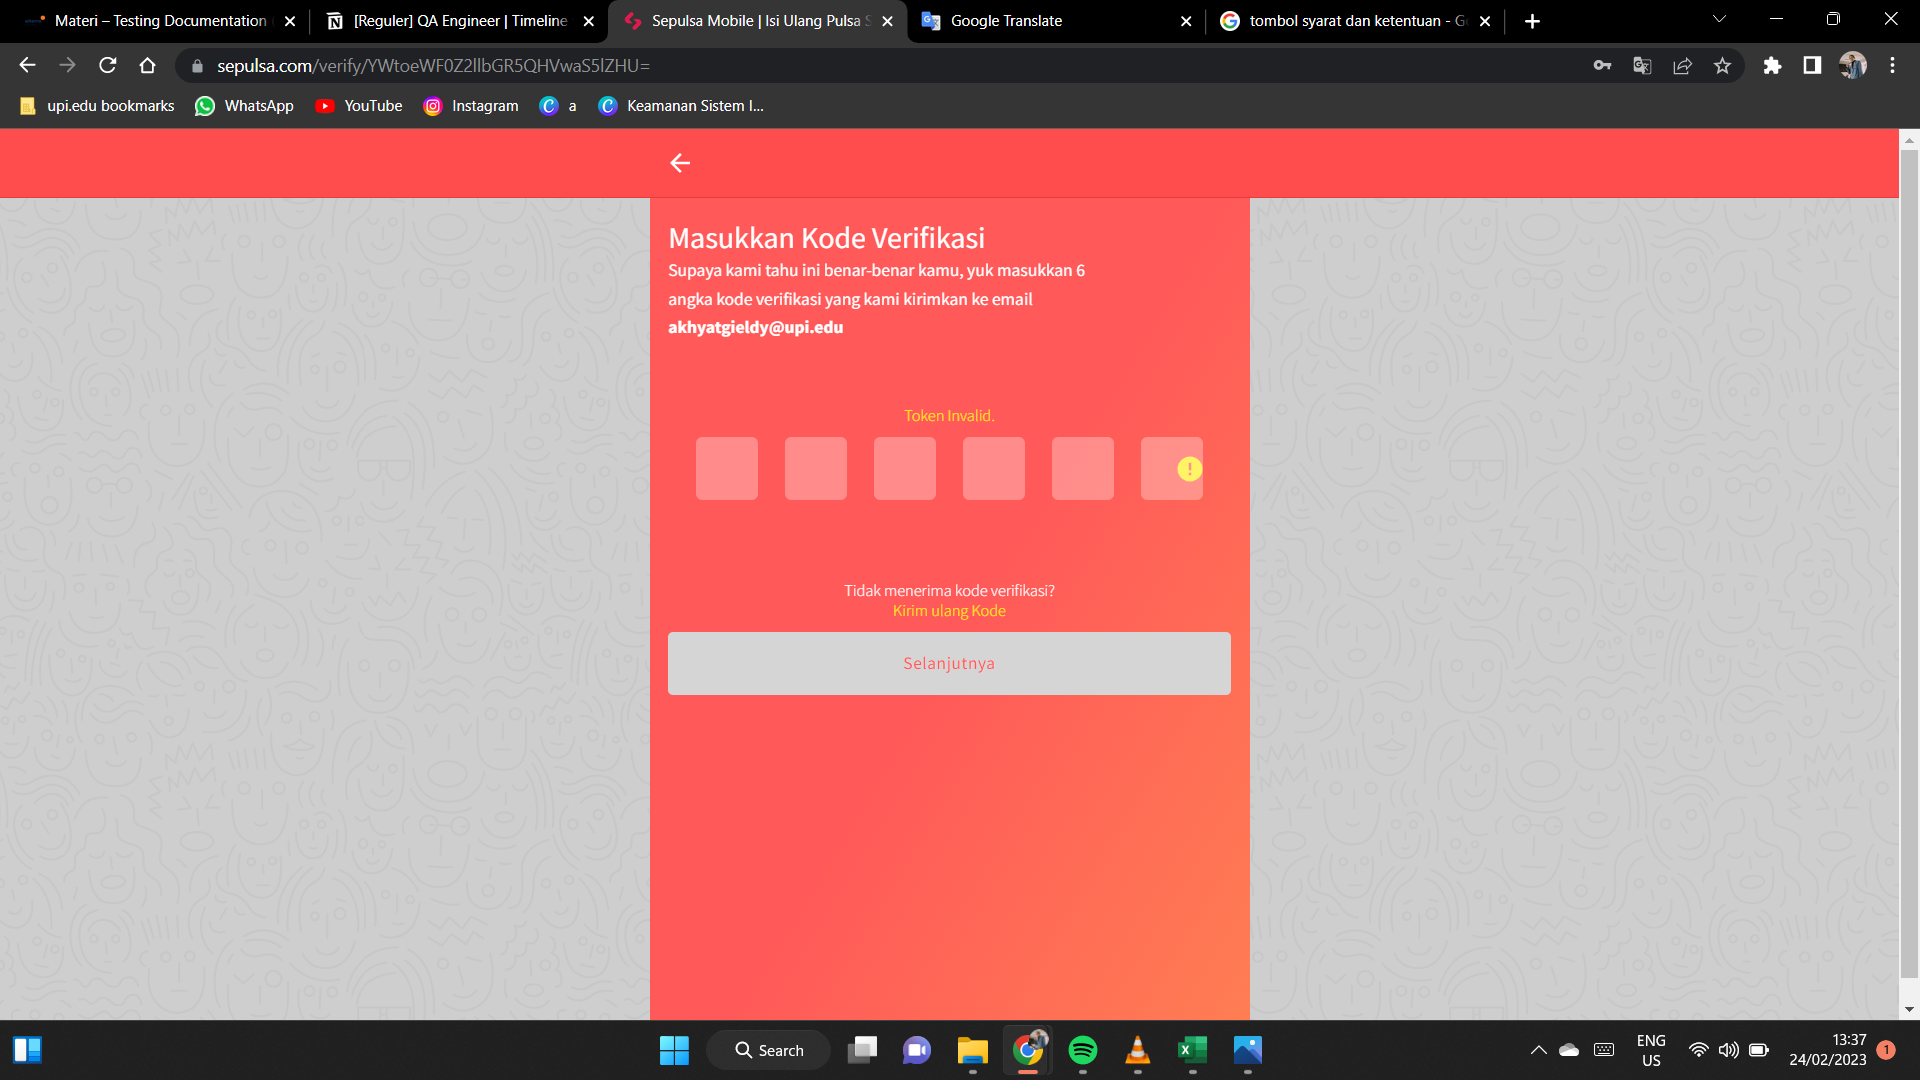 Materi – Testing Documentation
[Reguler] QA Engineer | Timeline
Sepulsa Mobile | Isi Ulang Pulsa S
Google Translate
tombol syarat dan ketentuan - G
sepulsa.com/verify/YWtoeWF0Z2llbGR5QHVwaS5lZHU=
upi.edu bookmarks
WhatsApp
YouTube
Instagram
a
Keamanan Sistem I...
Masukkan Kode Verifikasi
Supaya kami tahu ini benar-benar kamu, yuk masukkan 6
angka kode verifikasi yang kami kirimkan ke email
akhyatgieldy@upi.edu
Token Invalid.
Tidak menerima kode verifikasi?
Kirim ulang Kode
Selanjutnya
Search
ENG
US
13:37
24/02/2023
1